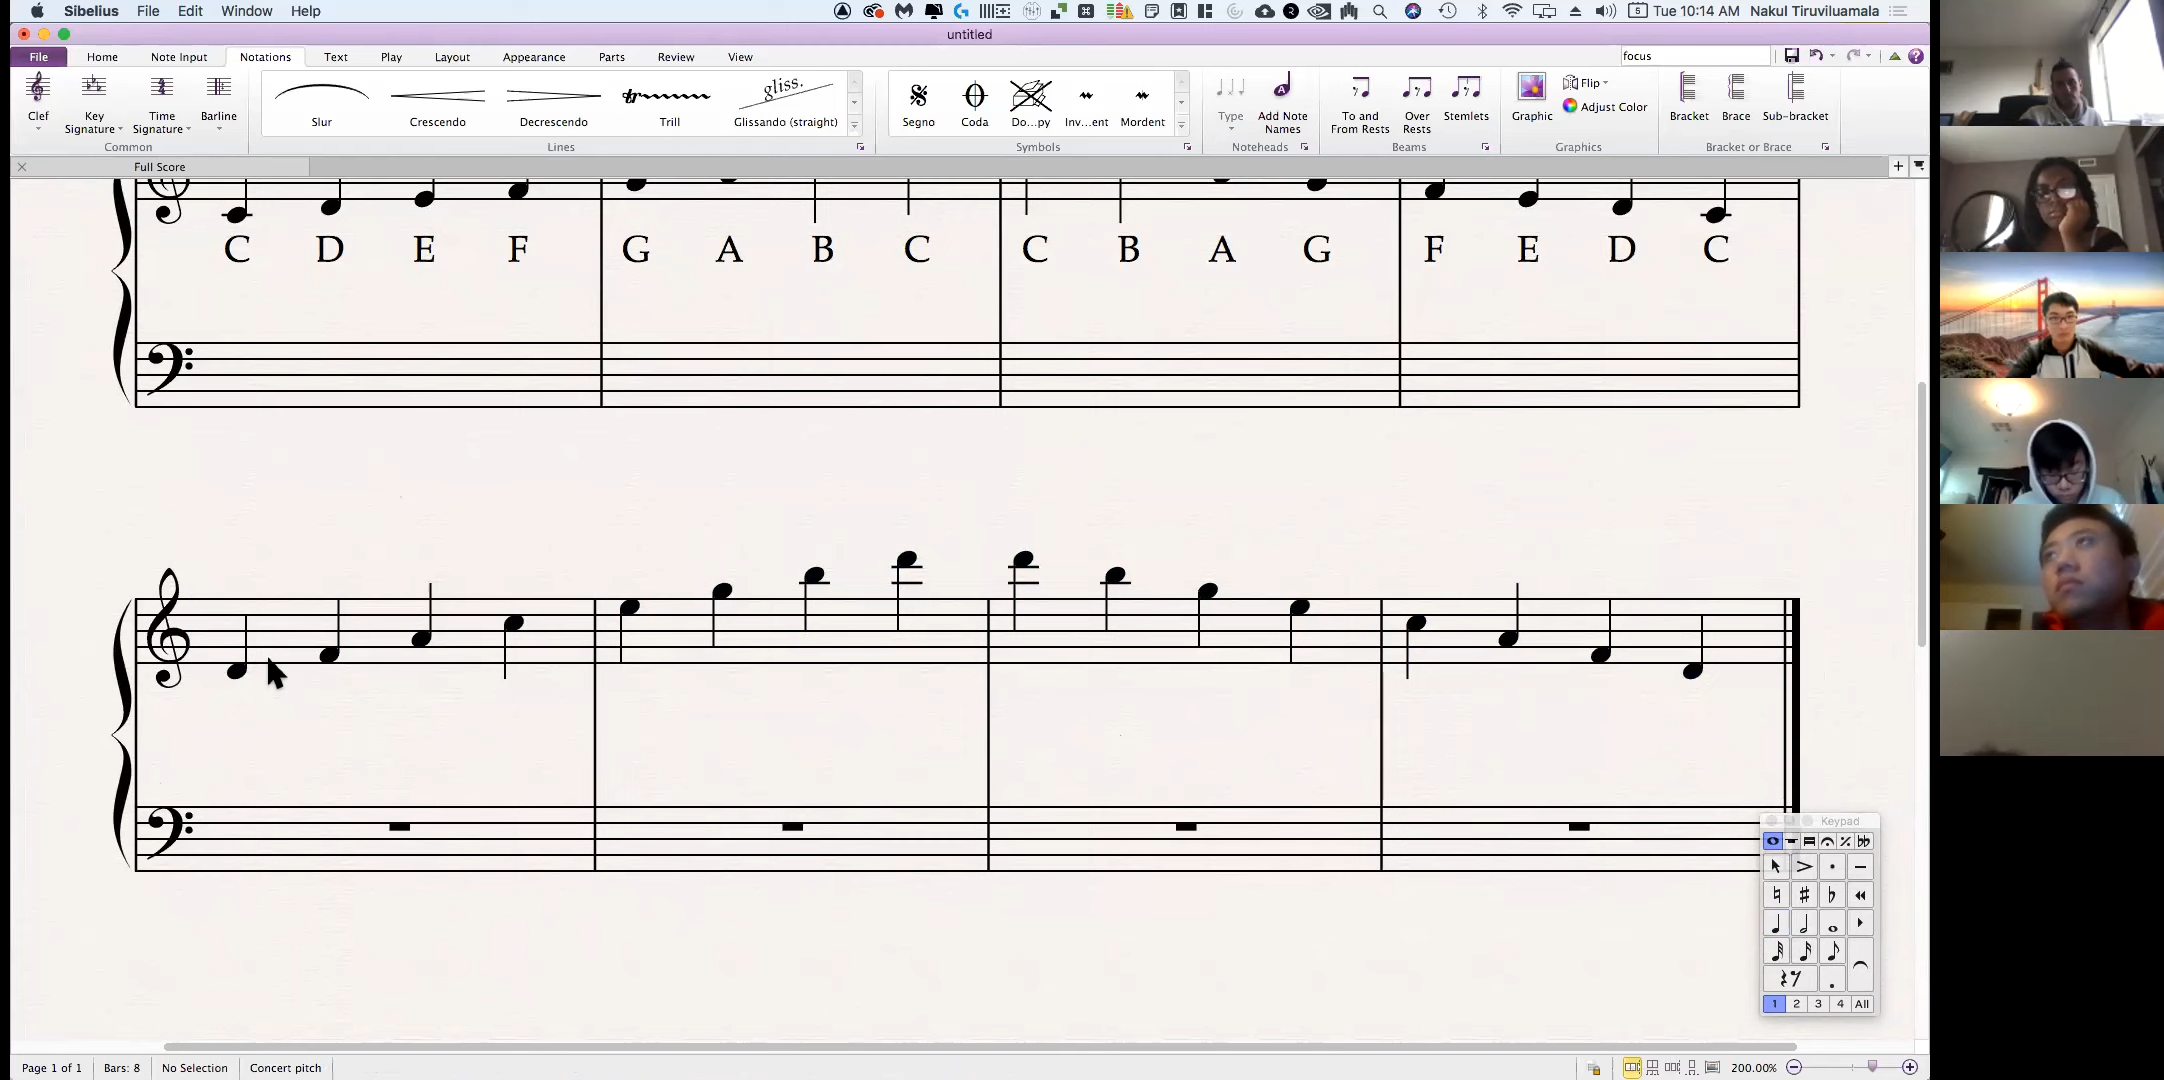 Sibelius File Edit Window Help Tue 10:14 AM Nakul Tiruviluamala
untitled
File Home Note Input Notations Text Play Layout Appearance Parts Review View focus
Clef Key Signature Time Signature Barline
Common
Slur Crescendo Decrescendo Trill Glissando (straight)
gliss.
tr
Lines
Segno Coda Do...py Inv...ent Mordent
Symbols
Type Add Note Names
Noteheads
To and From Rests Over Rests Stemlets
Beams
Graphic Flip Adjust Color
Graphics
Bracket Brace Sub-bracket
Bracket or Brace
Full Score
C D E F G A B C C B A G F E D C
Keypad
1 2 3 4 All
Page 1 of 1 Bars: 8 No Selection Concert pitch 200.00%